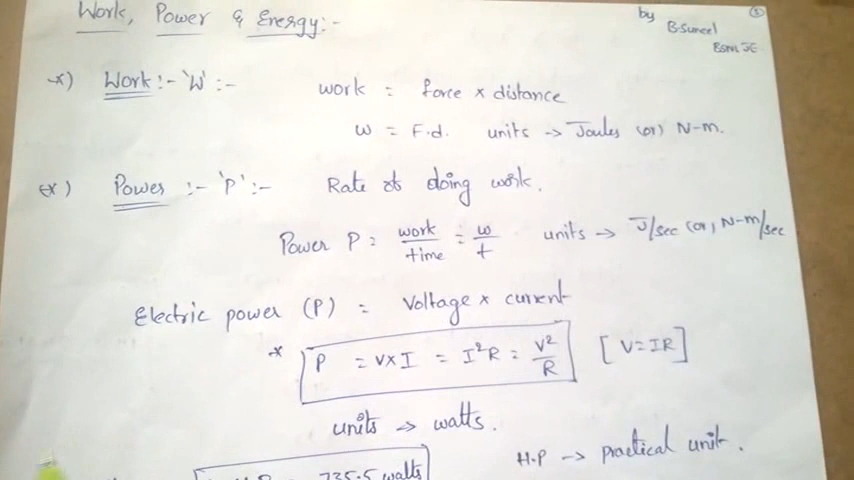 Work, Power & Energy:-
by
B.Suneel
BSNL JE
①
*) Work:- 'W':- work = force × distance
W = F.d. units → Joules (or) N-m.
*) Power :- 'P':- Rate of doing work.
Power P = work/time = w/t units → J/sec (or) N-m/sec
Electric power (P) = Voltage × current
* P = V×I = I²R = V²/R [V=IR]
units → watts.
H.P → practical unit.
735.5 watts